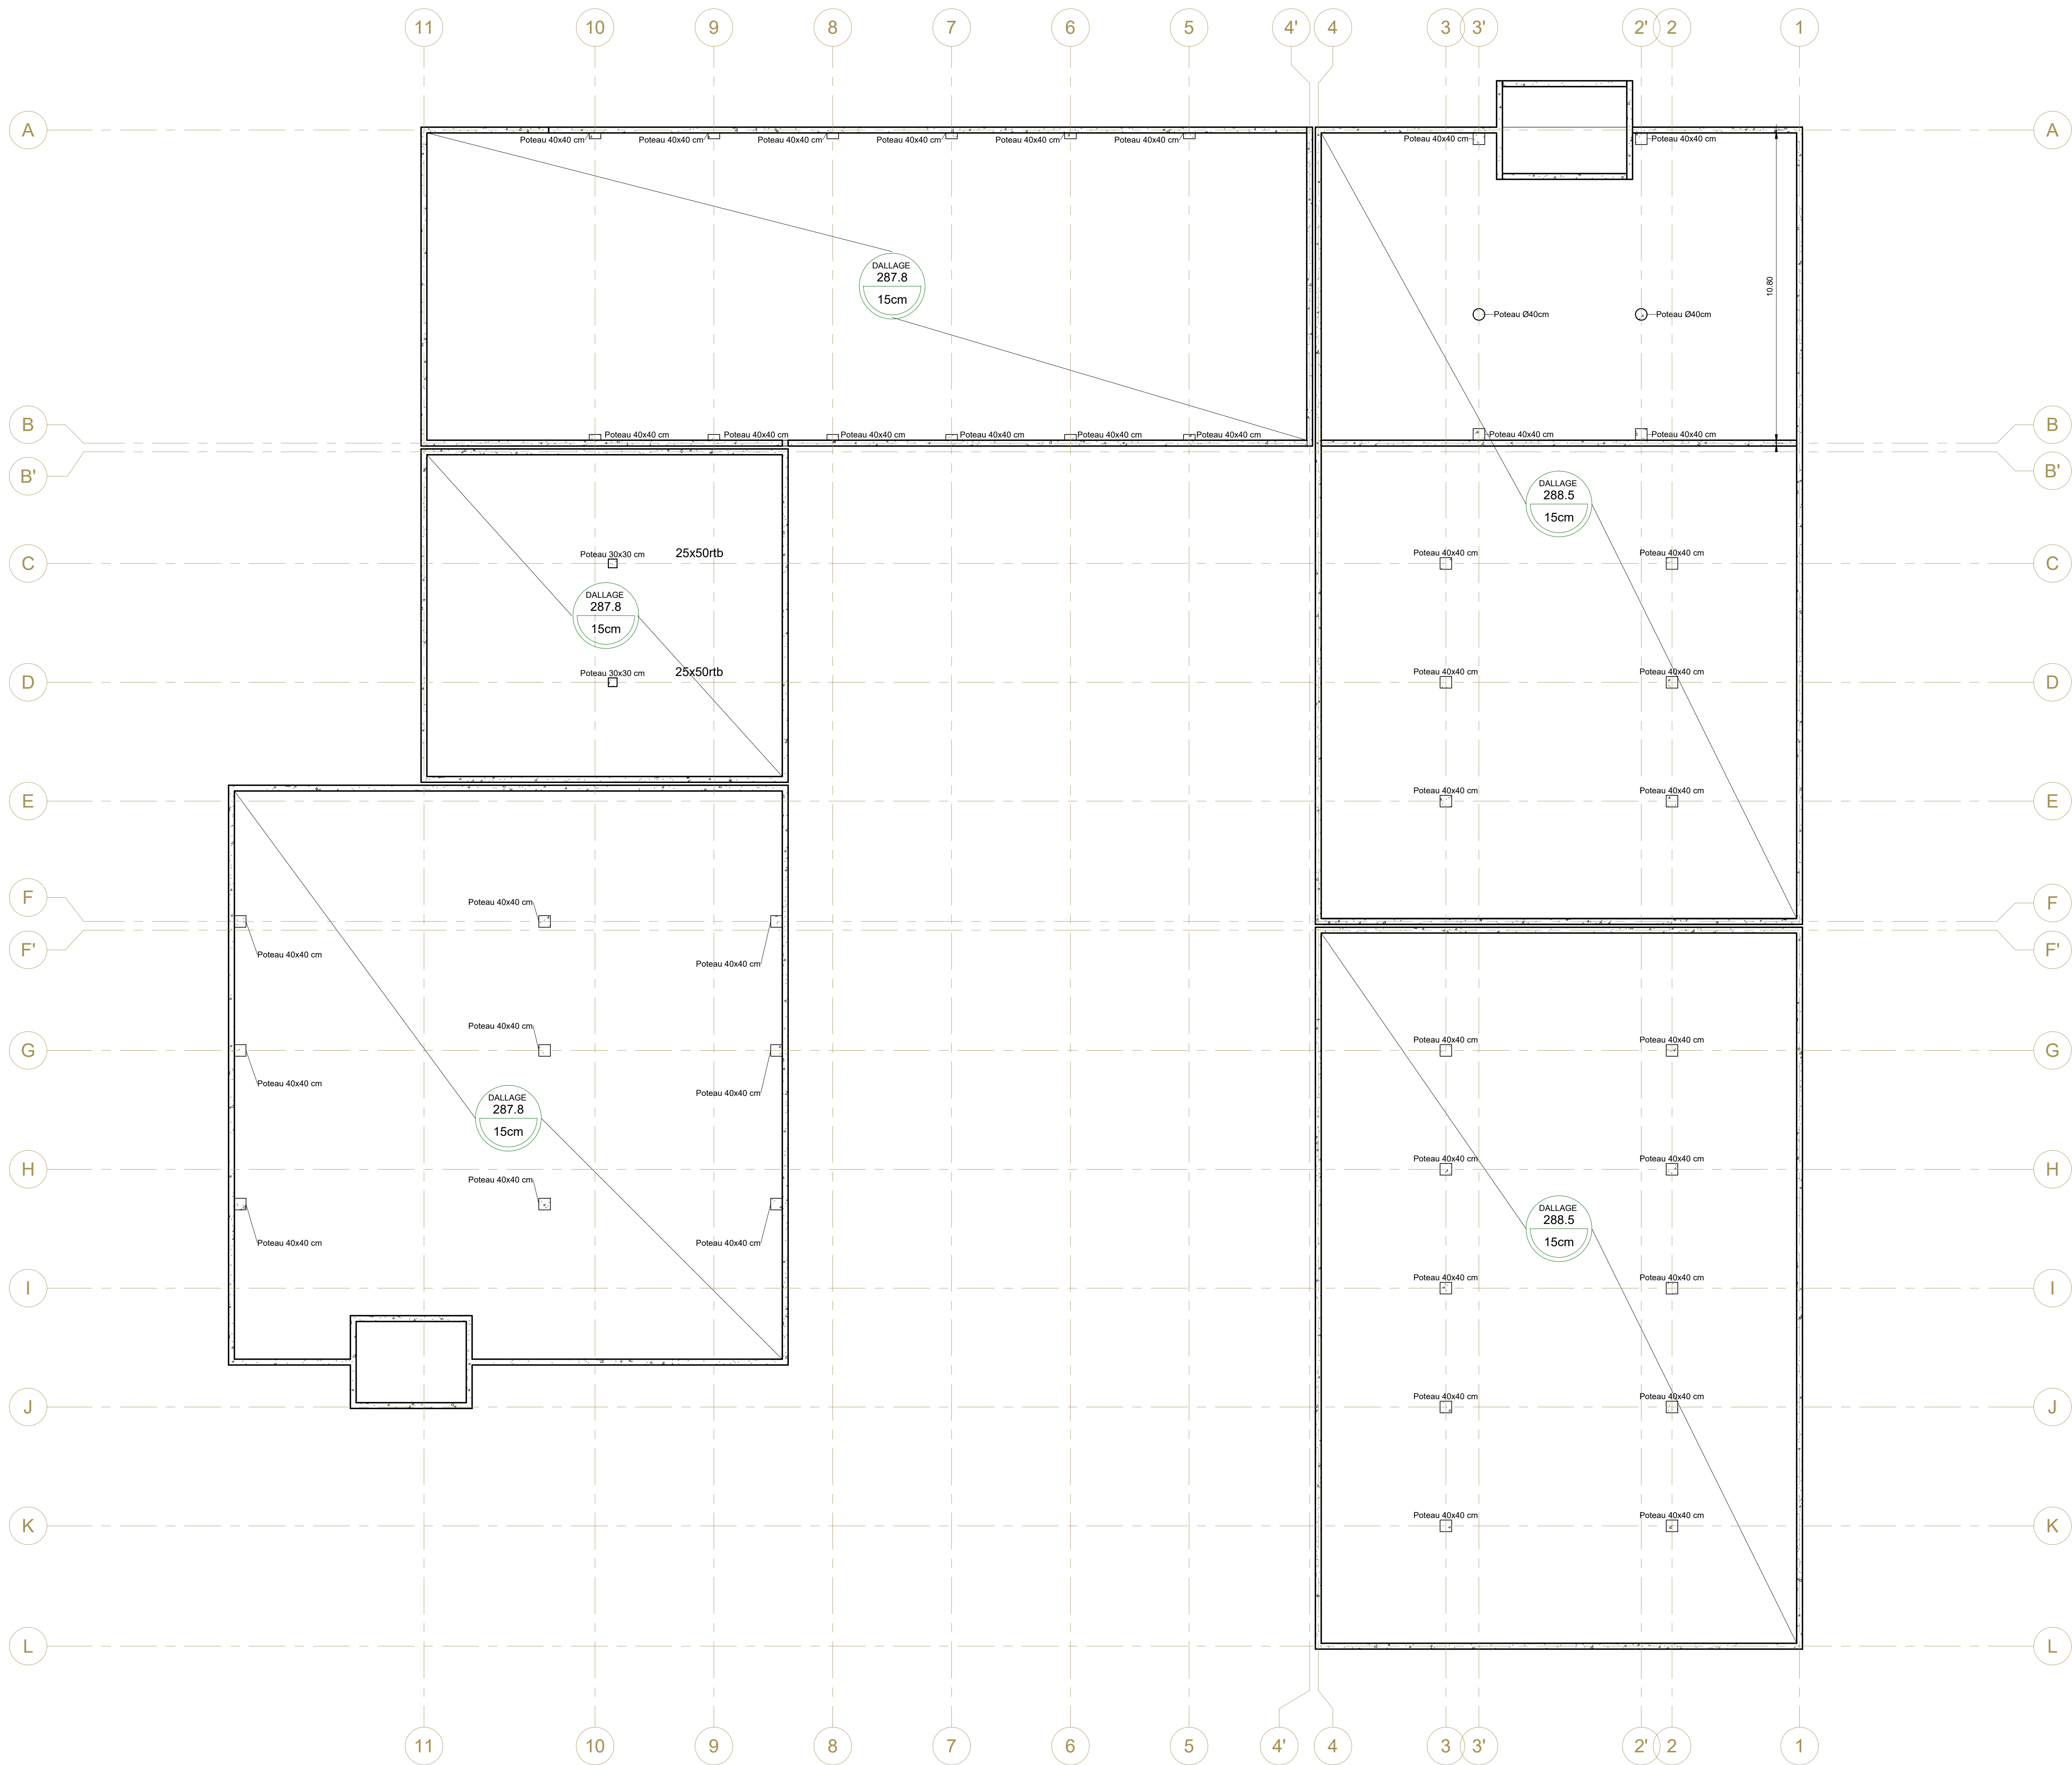 11 10 9 8 7 6 5 4' 4 3 3' 2' 2 1
A A
Poteau 40x40 cm Poteau 40x40 cm Poteau 40x40 cm Poteau 40x40 cm Poteau 40x40 cm Poteau 40x40 cm Poteau 40x40 cm Poteau 40x40 cm
DALLAGE
287.8
15cm
10.80
Poteau Ø40cm Poteau Ø40cm
B B
Poteau 40x40 cm Poteau 40x40 cm Poteau 40x40 cm Poteau 40x40 cm Poteau 40x40 cm Poteau 40x40 cm Poteau 40x40 cm Poteau 40x40 cm
B' B'
DALLAGE
288.5
15cm
Poteau 30x30 cm 25x50rtb Poteau 40x40 cm Poteau 40x40 cm
C C
DALLAGE
287.8
15cm
Poteau 30x30 cm 25x50rtb Poteau 40x40 cm Poteau 40x40 cm
D D
Poteau 40x40 cm Poteau 40x40 cm
E E
F Poteau 40x40 cm F
F' Poteau 40x40 cm Poteau 40x40 cm F'
Poteau 40x40 cm Poteau 40x40 cm Poteau 40x40 cm
G G
Poteau 40x40 cm Poteau 40x40 cm
DALLAGE
287.8
15cm
Poteau 40x40 cm Poteau 40x40 cm
H H
Poteau 40x40 cm
DALLAGE
288.5
15cm
Poteau 40x40 cm Poteau 40x40 cm
Poteau 40x40 cm Poteau 40x40 cm
I I
Poteau 40x40 cm Poteau 40x40 cm
J J
Poteau 40x40 cm Poteau 40x40 cm
K K
L L
11 10 9 8 7 6 5 4' 4 3 3' 2' 2 1